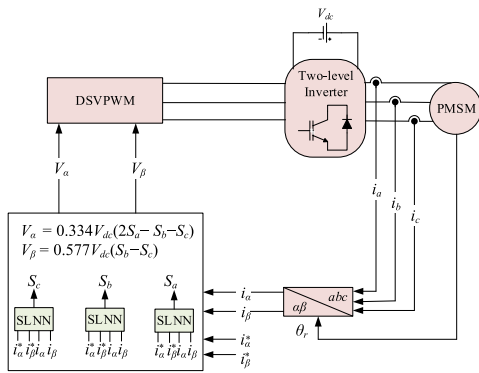 V_dc
Two-level
Inverter
DSVPWM
PMSM
V_α
V_β
i_a
i_b
i_c
V_α = 0.334V_dc(2S_a − S_b − S_c)
V_β = 0.577V_dc(S_b − S_c)
S_c
S_b
S_a
SLNN
SLNN
SLNN
i*_α i*_β i_α i_β
i*_α i*_β i_α i_β
i*_α i*_β i_α i_β
i_α
i_β
i*_α
i*_β
abc
αβ
θ_r